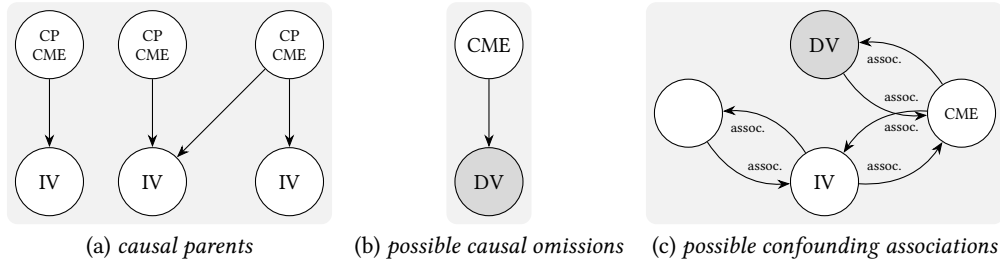 CP
CME
CP
CME
CP
CME
IV
IV
IV
(a) causal parents
CME
DV
(b) possible causal omissions
DV
assoc.
assoc.
CME
assoc.
assoc.
assoc.
assoc.
IV
(c) possible confounding associations